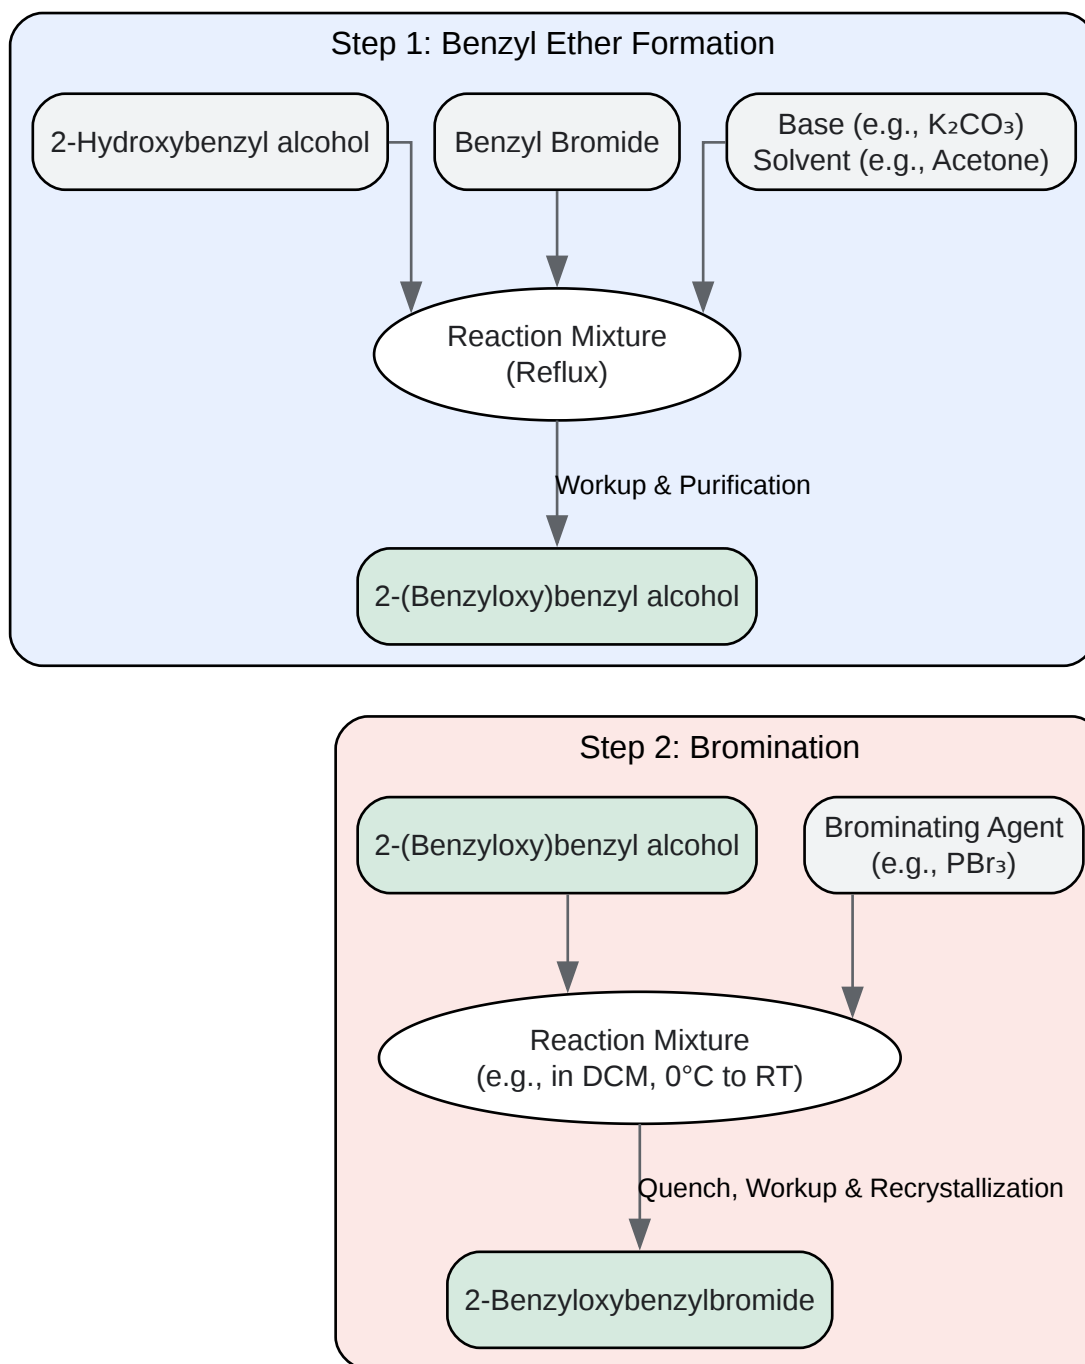 Step 1: Benzyl Ether Formation
2-Hydroxybenzyl alcohol
Benzyl Bromide
Base (e.g., K₂CO₃)
Solvent (e.g., Acetone)
Reaction Mixture
(Reflux)
Workup & Purification
2-(Benzyloxy)benzyl alcohol
Step 2: Bromination
2-(Benzyloxy)benzyl alcohol
Brominating Agent
(e.g., PBr₃)
Reaction Mixture
(e.g., in DCM, 0°C to RT)
Quench, Workup & Recrystallization
2-Benzyloxybenzylbromide